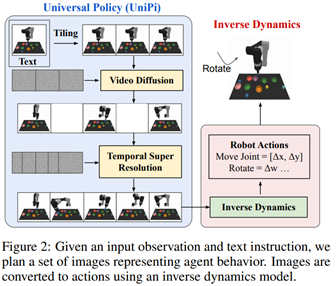 Universal Policy (UniPi)
Inverse Dynamics
Tiling
Text
Video Diffusion
Temporal Super
Resolution
Rotate
Robot Actions
Move Joint = [Δx, Δy]
Rotate = Δw ...
Inverse Dynamics
Figure 2: Given an input observation and text instruction, we
plan a set of images representing agent behavior. Images are
converted to actions using an inverse dynamics model.